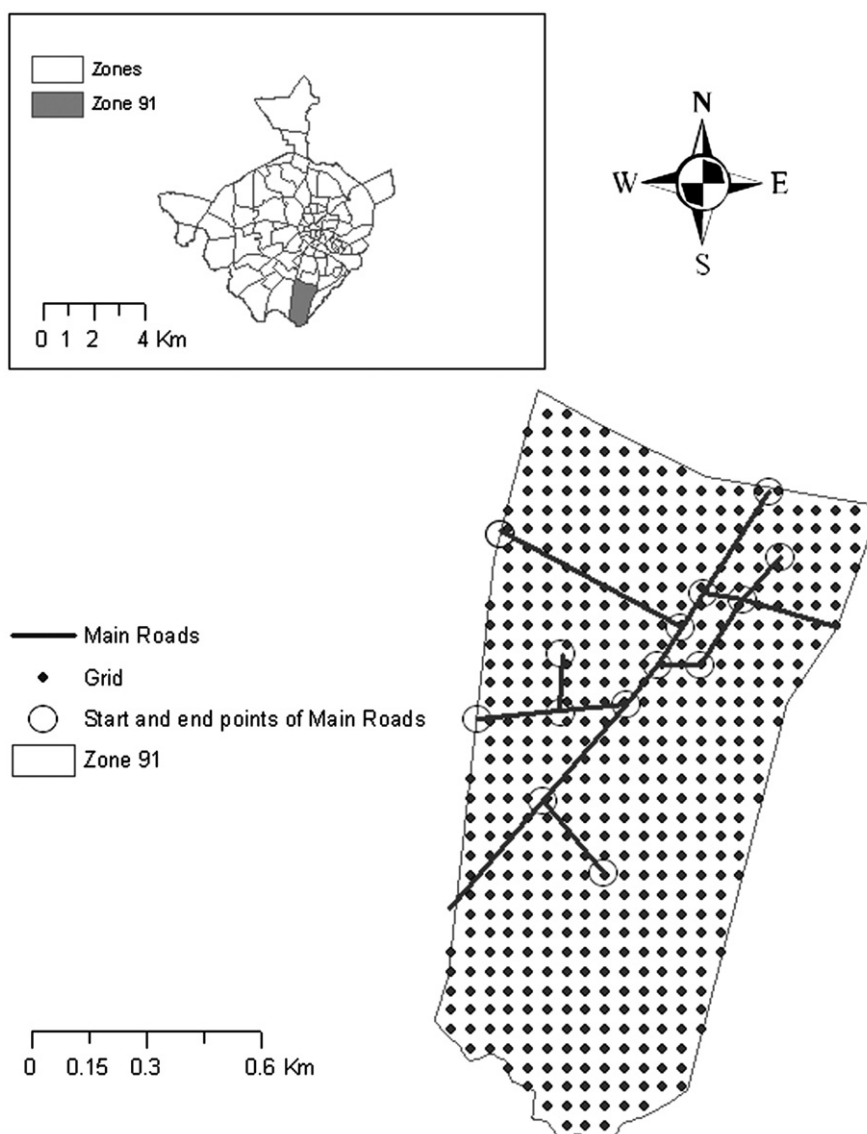 Zones
Zone 91
0 1 2 4 Km
N
W E
S
Main Roads
Grid
Start and end points of Main Roads
Zone 91
0 0.15 0.3 0.6 Km